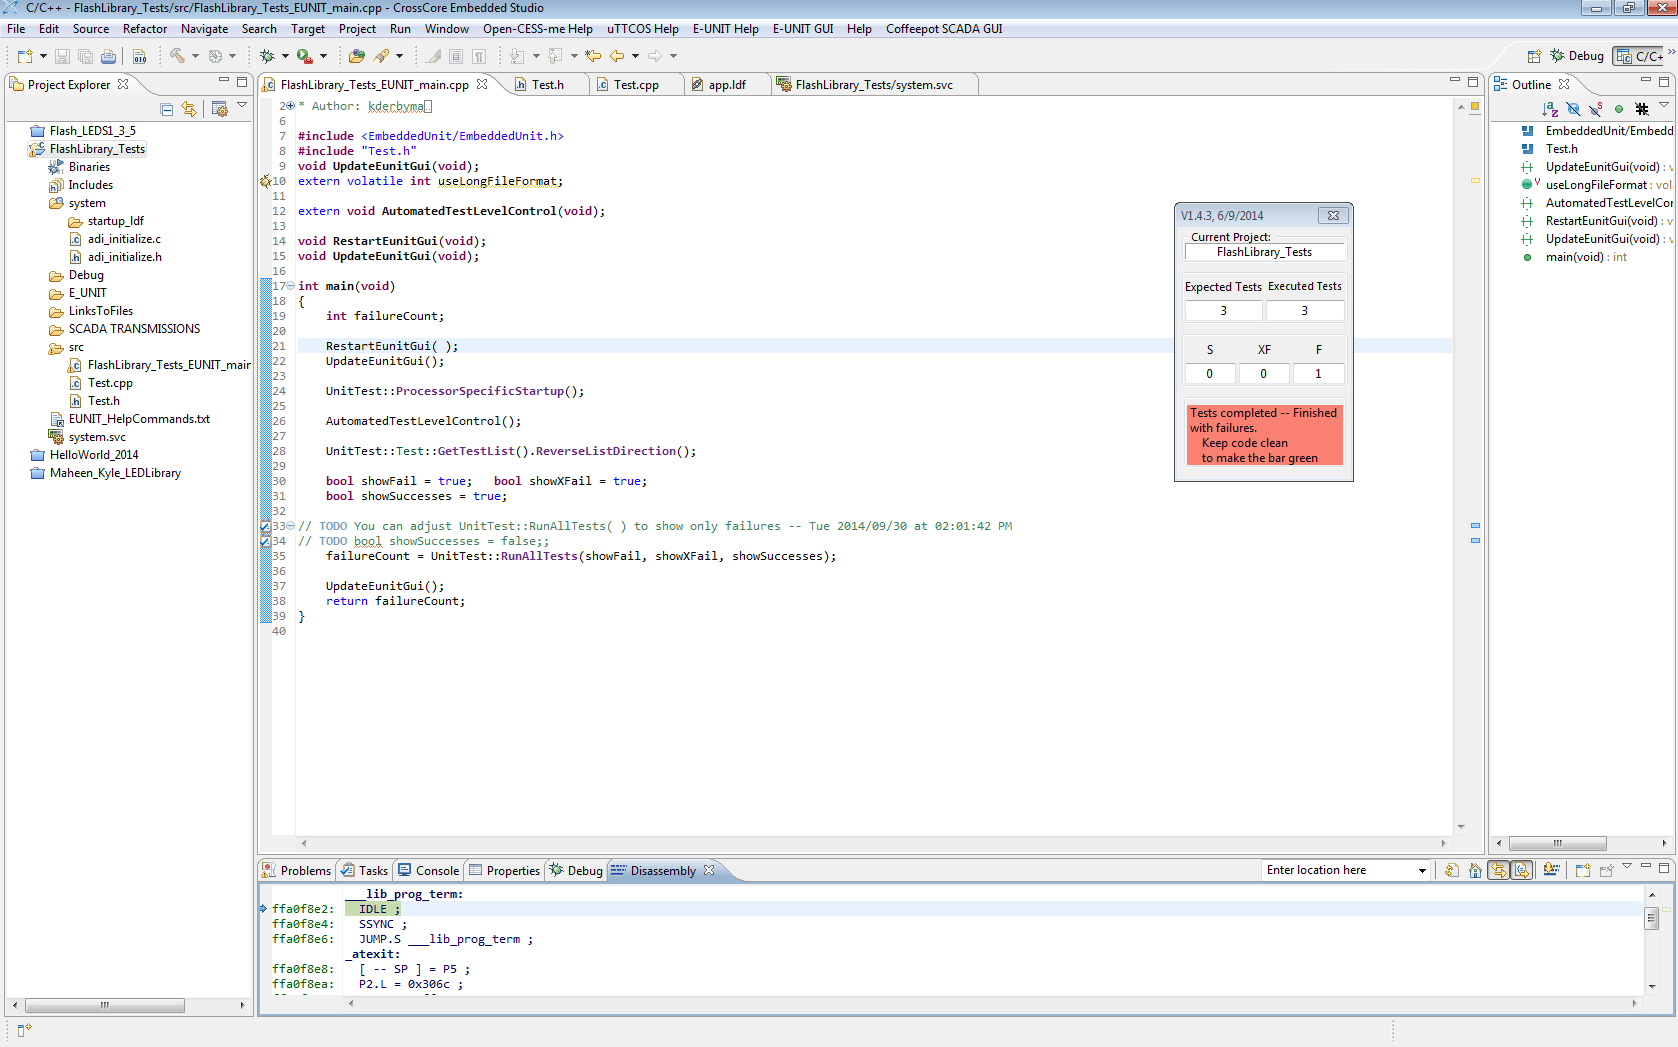 C/C++ - FlashLibrary_Tests/src/FlashLibrary_Tests_EUNIT_main.cpp - CrossCore Embedded Studio
File Edit Source Refactor Navigate Search Target Project Run Window Open-CESS-me Help uTTCOS Help E-UNIT Help E-UNIT GUI Help Coffeepot SCADA GUI
Debug C/C+
Project Explorer
Flash_LEDS1_3_5
FlashLibrary_Tests
Binaries
Includes
system
startup_ldf
adi_initialize.c
adi_initialize.h
Debug
E_UNIT
LinksToFiles
SCADA TRANSMISSIONS
src
FlashLibrary_Tests_EUNIT_main
Test.cpp
Test.h
EUNIT_HelpCommands.txt
system.svc
HelloWorld_2014
Maheen_Kyle_LEDLibrary
FlashLibrary_Tests_EUNIT_main.cpp Test.h Test.cpp app.ldf FlashLibrary_Tests/system.svc
2 * Author: kderbyma
6
7 #include <EmbeddedUnit/EmbeddedUnit.h>
8 #include "Test.h"
9 void UpdateEunitGui(void);
10 extern volatile int useLongFileFormat;
11
12 extern void AutomatedTestLevelControl(void);
13
14 void RestartEunitGui(void);
15 void UpdateEunitGui(void);
16
17 int main(void)
18 {
19 int failureCount;
20
21 RestartEunitGui( );
22 UpdateEunitGui();
23
24 UnitTest::ProcessorSpecificStartup();
25
26 AutomatedTestLevelControl();
27
28 UnitTest::Test::GetTestList().ReverseListDirection();
29
30 bool showFail = true; bool showXFail = true;
31 bool showSuccesses = true;
32
33 // TODO You can adjust UnitTest::RunAllTests( ) to show only failures -- Tue 2014/09/30 at 02:01:42 PM
34 // TODO bool showSuccesses = false;;
35 failureCount = UnitTest::RunAllTests(showFail, showXFail, showSuccesses);
36
37 UpdateEunitGui();
38 return failureCount;
39 }
40
V1.4.3, 6/9/2014
Current Project:
FlashLibrary_Tests
Expected Tests Executed Tests
3 3
S XF F
0 0 1
Tests completed -- Finished
with failures.
Keep code clean
to make the bar green
Outline
EmbeddedUnit/Embedd
Test.h
UpdateEunitGui(void) : v
useLongFileFormat : vol
AutomatedTestLevelCor
RestartEunitGui(void) : v
UpdateEunitGui(void) : v
main(void) : int
Problems Tasks Console Properties Debug Disassembly
Enter location here
___lib_prog_term:
ffa0f8e2: IDLE ;
ffa0f8e4: SSYNC ;
ffa0f8e6: JUMP.S ___lib_prog_term ;
_atexit:
ffa0f8e8: [ -- SP ] = P5 ;
ffa0f8ea: P2.L = 0x306c ;